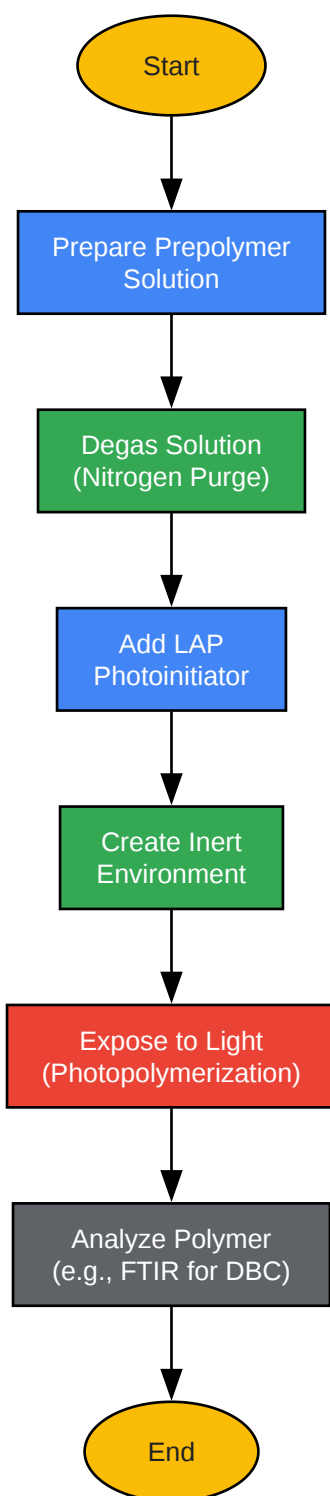 Start
Prepare Prepolymer
Solution
Degas Solution
(Nitrogen Purge)
Add LAP
Photoinitiator
Create Inert
Environment
Expose to Light
(Photopolymerization)
Analyze Polymer
(e.g., FTIR for DBC)
End